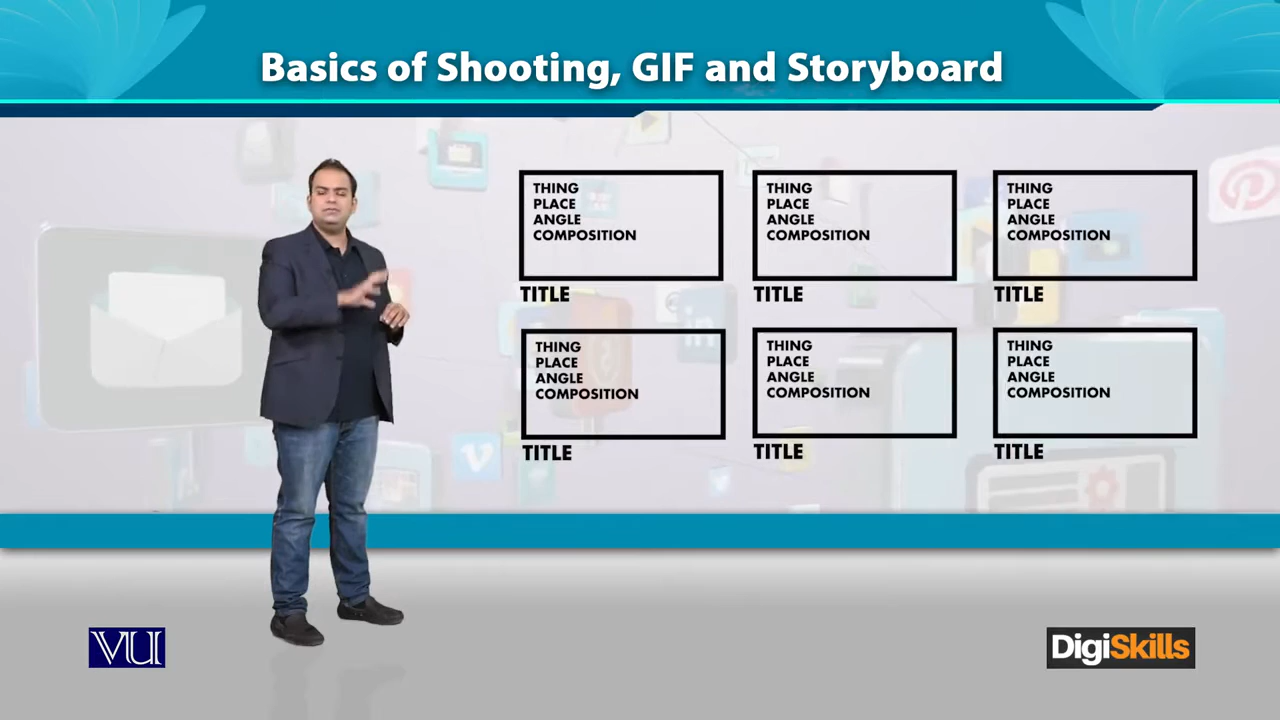 Basics of Shooting, GIF and Storyboard
THING
PLACE
ANGLE
COMPOSITION
TITLE
THING
PLACE
ANGLE
COMPOSITION
TITLE
THING
PLACE
ANGLE
COMPOSITION
TITLE
THING
PLACE
ANGLE
COMPOSITION
TITLE
THING
PLACE
ANGLE
COMPOSITION
TITLE
THING
PLACE
ANGLE
COMPOSITION
TITLE
VU
DigiSkills